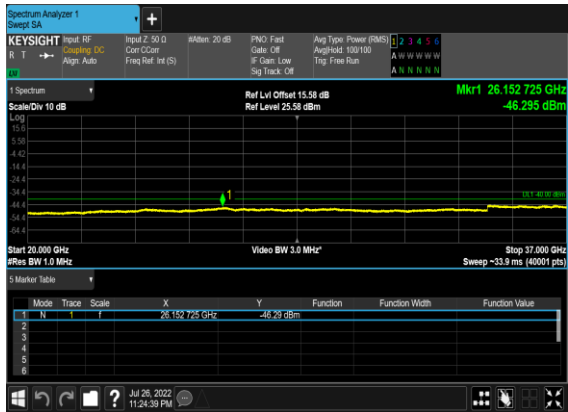 Spectrum Analyzer 1
Swept SA
+
KEYSIGHT Input: RF Input Z: 50 Ω #Atten: 20 dB PNO: Fast Avg Type: Power (RMS) 1 2 3 4 5 6
R T Coupling: DC Corr CCorr Gate: Off Avg|Hold: 100/100 A W W W W W
Align: Auto Freq Ref: Int (S) IF Gain: Low Trig: Free Run
Sig Track: Off A N N N N N
1 Spectrum Ref Lvl Offset 15.58 dB Mkr1 26.152 725 GHz
Scale/Div 10 dB Ref Level 25.58 dBm -46.295 dBm
Log
15.6
5.58
-4.42
-14.4
-24.4
-34.4 1
-44.4
-54.4
-64.4
Start 20.000 GHz Video BW 3.0 MHz* Stop 37.000 GHz
#Res BW 1.0 MHz Sweep ~33.9 ms (40001 pts)
5 Marker Table
Mode Trace Scale X Y Function Function Width Function Value
1 N 1 f 26.152 725 GHz -46.29 dBm
2
3
4
5
6
? Jul 26, 2022
11:24:39 PM